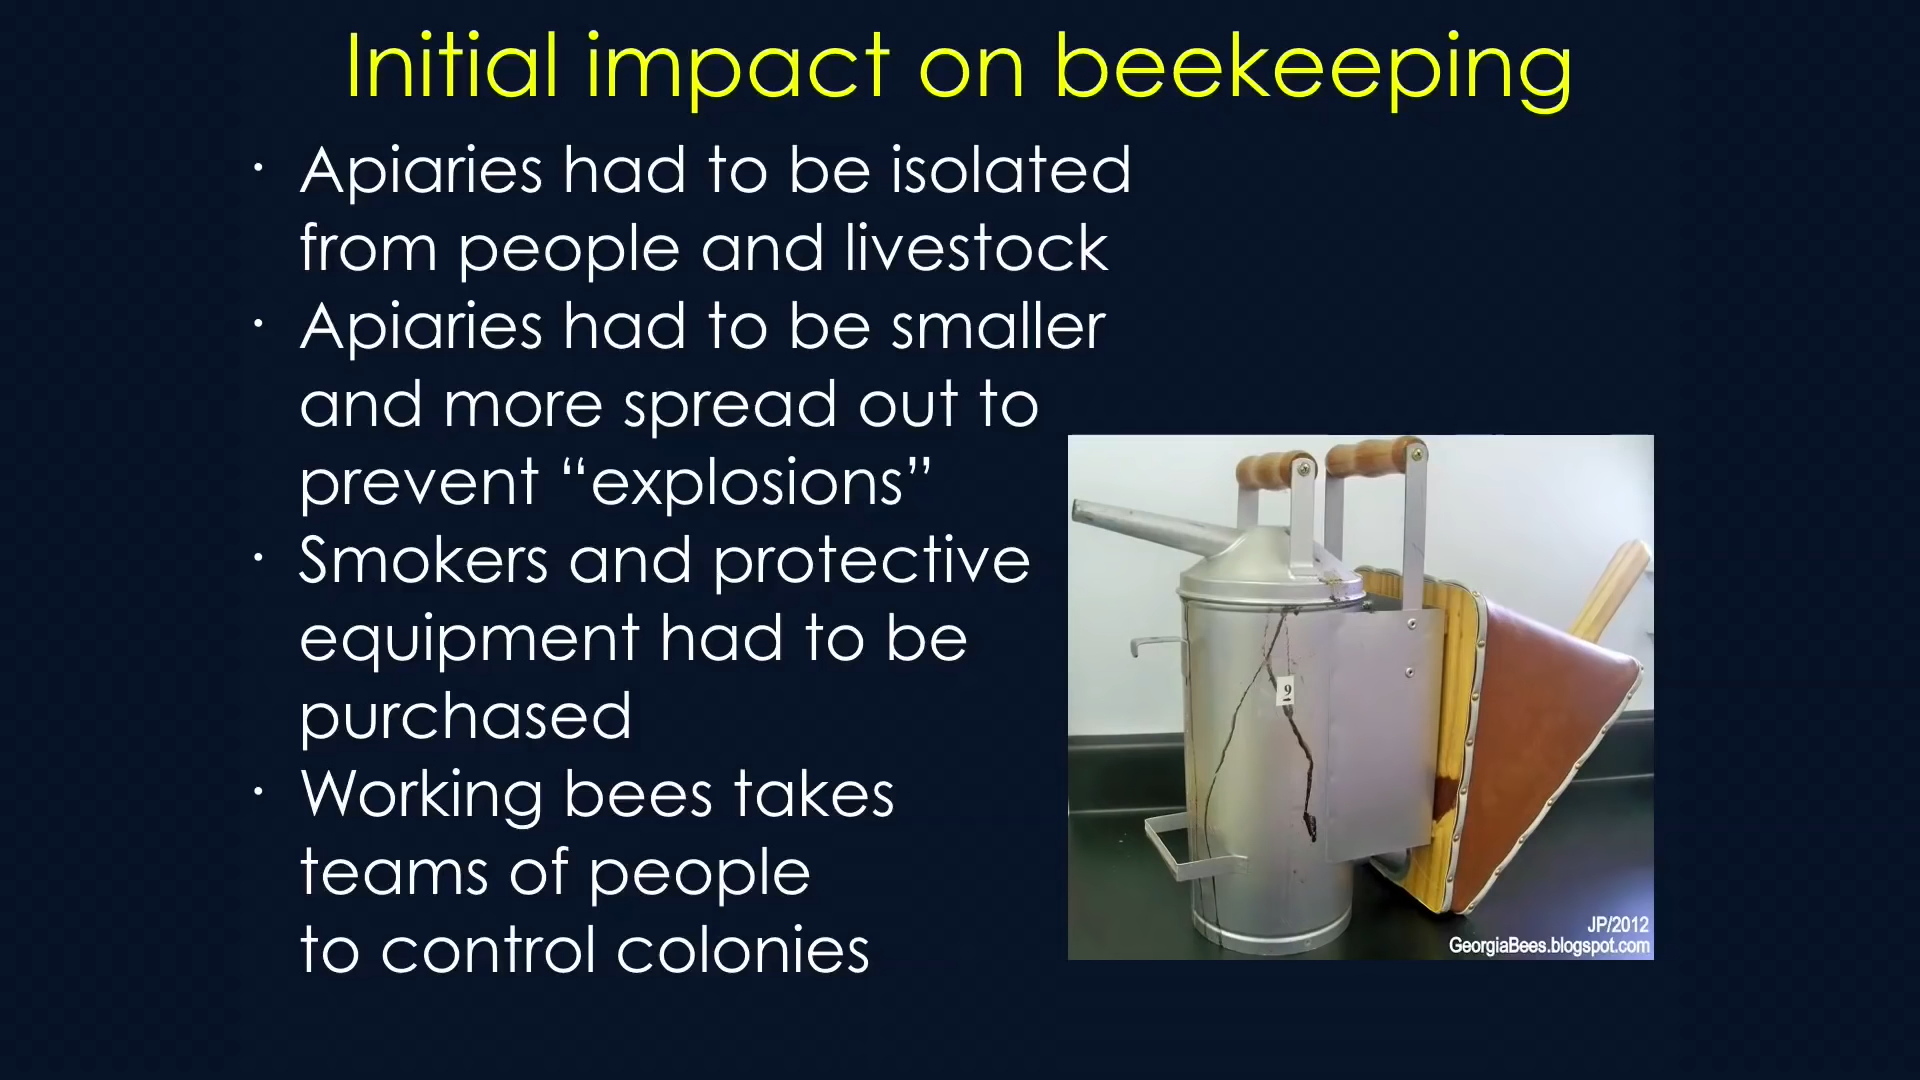 Initial impact on beekeeping
· Apiaries had to be isolated
from people and livestock
· Apiaries had to be smaller
and more spread out to
prevent “explosions”
· Smokers and protective
equipment had to be
purchased
· Working bees takes
teams of people
to control colonies
9
JP/2012
GeorgiaBees.blogspot.com